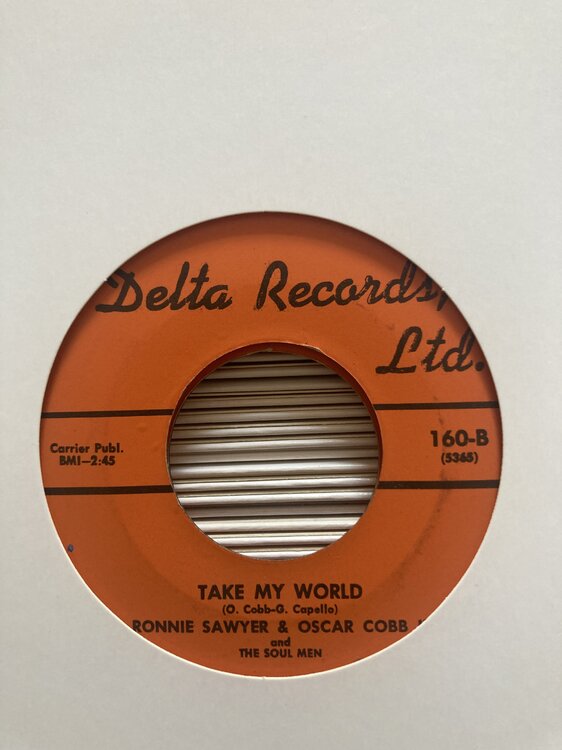 Delta Records,
Ltd.
Carrier Publ.
BMI—2:45
160-B
(5365)
TAKE MY WORLD
(O. Cobb-G. Capello)
RONNIE SAWYER & OSCAR COBB
and
THE SOUL MEN